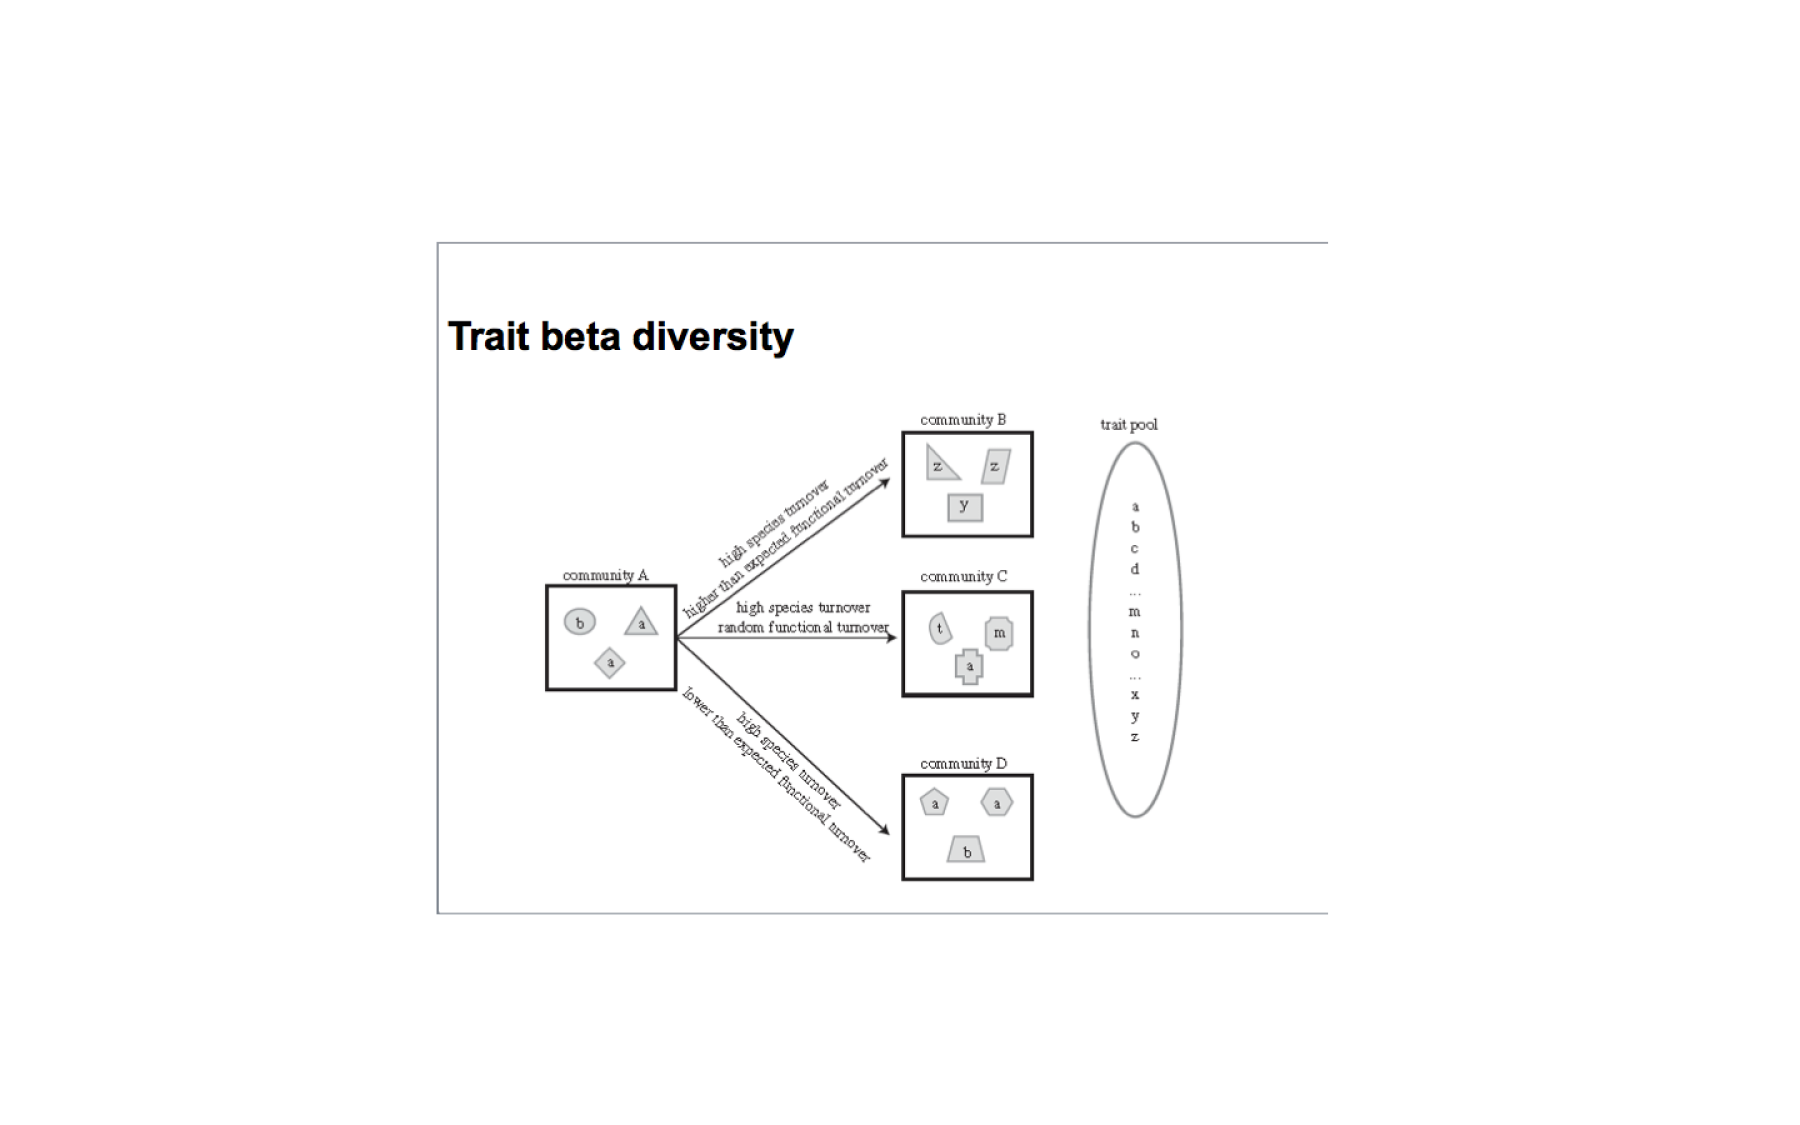 Trait beta diversity
community A
b
a
a
high species turnover
higher than expected functional turnover
high species turnover
random functional turnover
high species turnover
lower than expected functional turnover
community B
z
z
y
community C
t
m
a
community D
a
a
b
trait pool
a
b
c
d
...
m
n
o
...
x
y
z